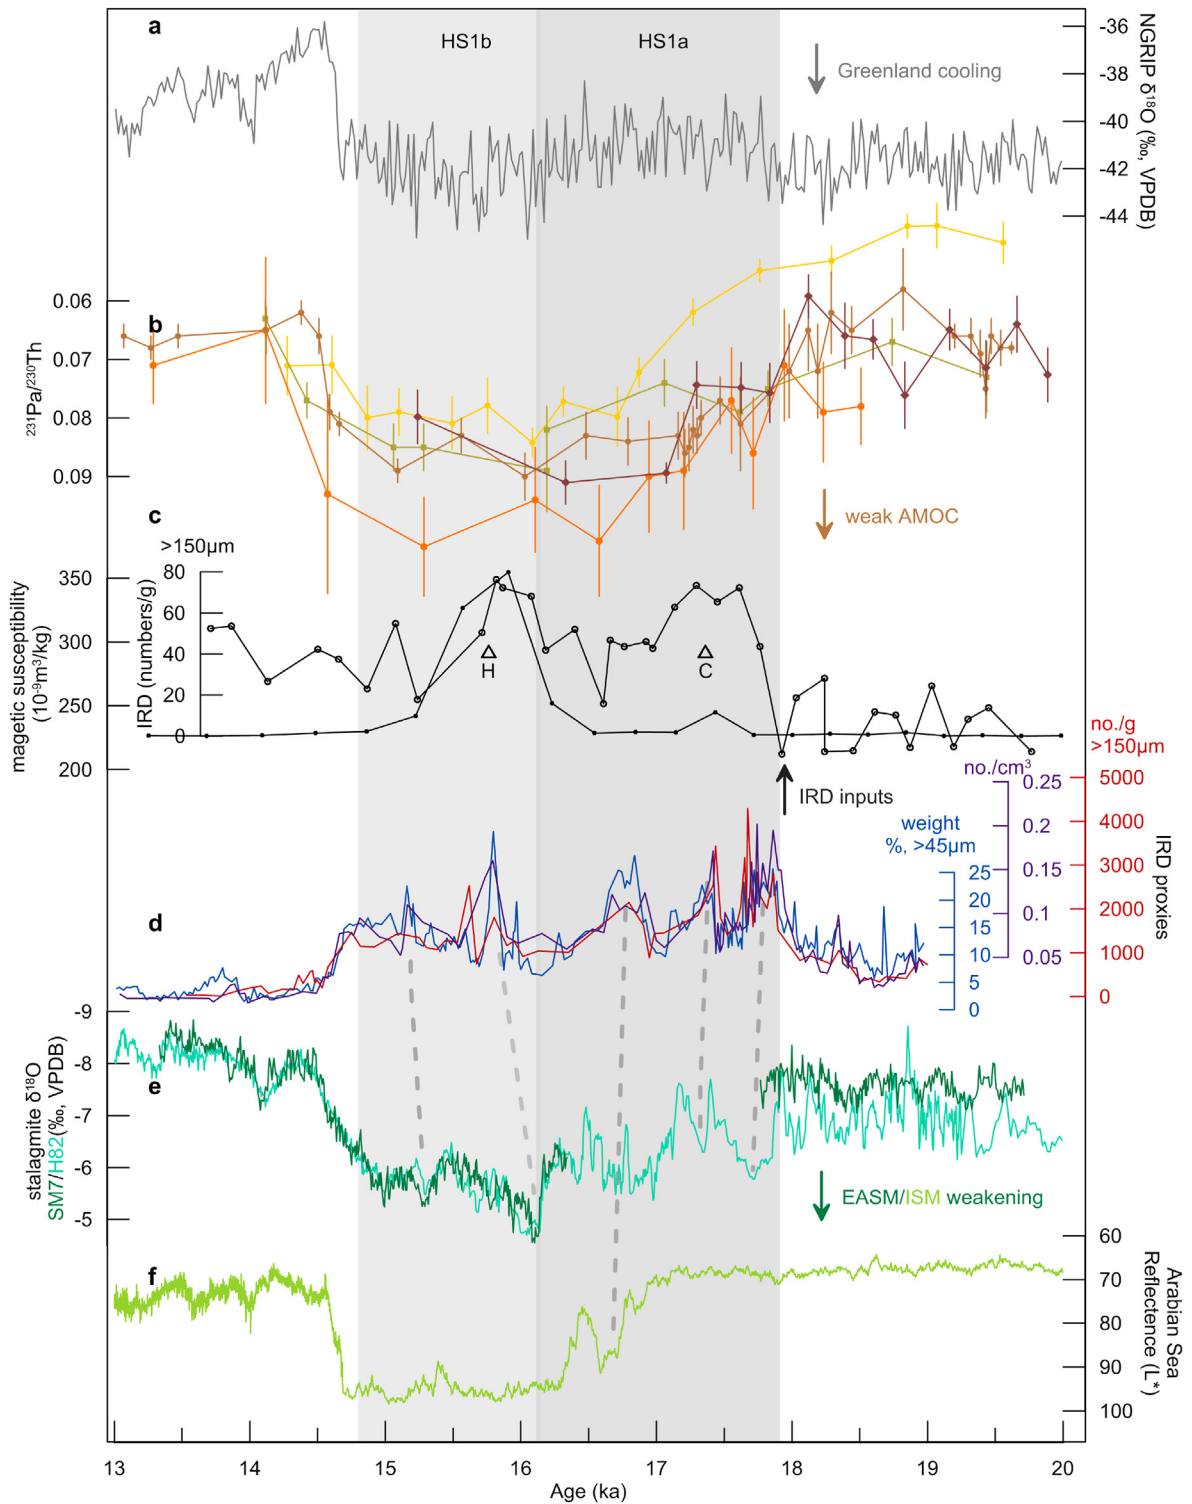 a
HS1b
HS1a
Greenland cooling
-36
-38
-40
-42
-44
NGRIP δ¹⁸O (‰, VPDB)
b
0.06
0.07
0.08
0.09
²³¹Pa/²³⁰Th
weak AMOC
c
>150μm
80
60
40
20
0
IRD (numbers/g)
350
300
250
200
magetic susceptibility
(10⁻⁹m³/kg)
H
C
IRD inputs
no./g
>150μm
5000
4000
3000
2000
1000
0
IRD proxies
no./cm³
0.25
0.2
0.15
0.1
0.05
weight
%, >45μm
25
20
15
10
5
0
d
-9
-8
-7
-6
-5
stalagmite δ¹⁸O
SM7/H82(‰, VPDB)
e
EASM/ISM weakening
f
60
70
80
90
100
Arabian Sea
Reflectence (L*)
13
14
15
16
17
18
19
20
Age (ka)